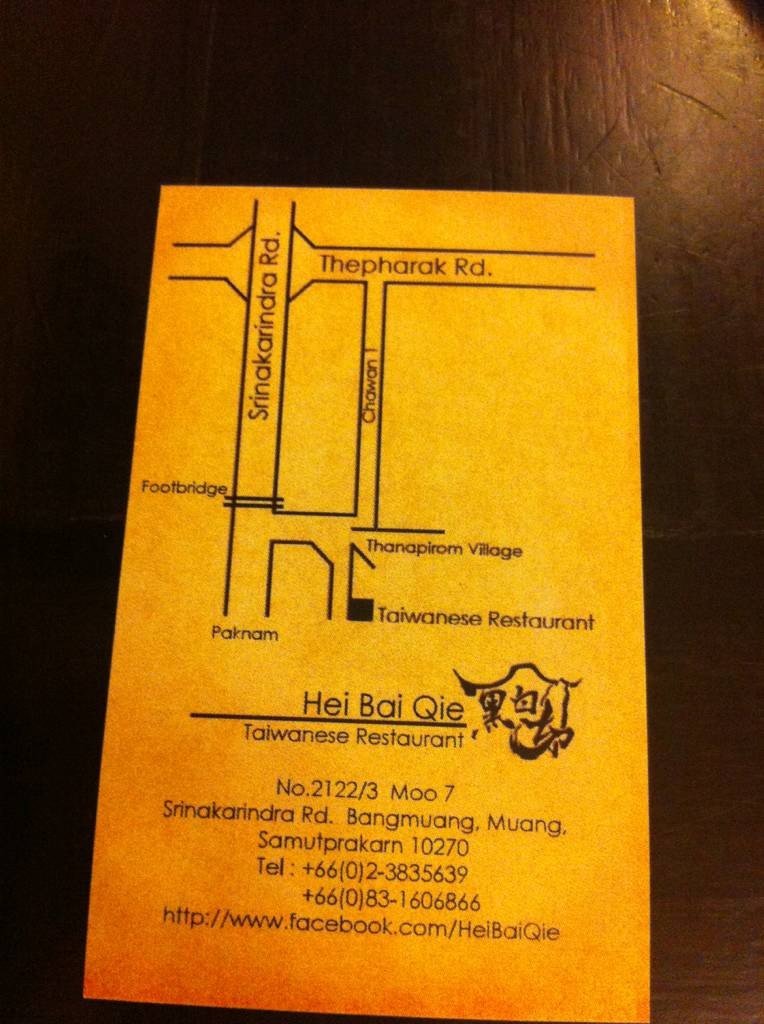 Srinakarindra Rd.
Thepharak Rd.
Chawan 1
Footbridge
Thanapirom Village
Taiwanese Restaurant
Paknam
Hei Bai Qie
黑白切
Taiwanese Restaurant
No.2122/3 Moo 7
Srinakarindra Rd. Bangmuang, Muang,
Samutprakarn 10270
Tel : +66(0)2-3835639
+66(0)83-1606866
http://www.facebook.com/HeiBaiQie